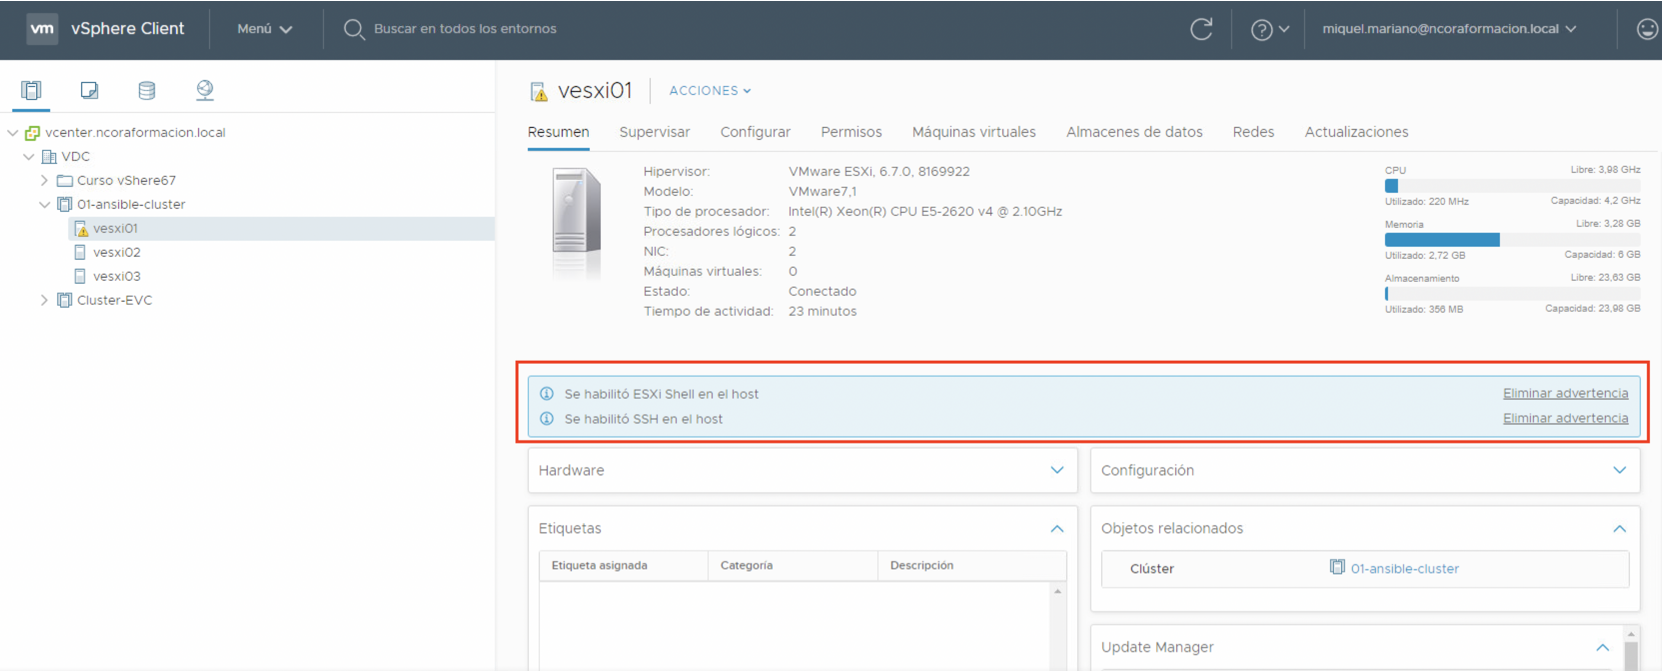 vm vSphere Client Menú Buscar en todos los entornos miquel.mariano@ncoraformacion.local
vcenter.ncoraformacion.local
VDC
Curso vShere67
01-ansible-cluster
vesxi01
vesxi02
vesxi03
Cluster-EVC
vesxi01 ACCIONES
Resumen Supervisar Configurar Permisos Máquinas virtuales Almacenes de datos Redes Actualizaciones
Hipervisor: VMware ESXi, 6.7.0, 8169922
Modelo: VMware7,1
Tipo de procesador: Intel(R) Xeon(R) CPU E5-2620 v4 @ 2.10GHz
Procesadores lógicos: 2
NIC: 2
Máquinas virtuales: 0
Estado: Conectado
Tiempo de actividad: 23 minutos
CPU Libre: 3,98 GHz
Utilizado: 220 MHz Capacidad: 4,2 GHz
Memoria Libre: 3,28 GB
Utilizado: 2,72 GB Capacidad: 6 GB
Almacenamiento Libre: 23,63 GB
Utilizado: 356 MB Capacidad: 23,98 GB
Se habilitó ESXi Shell en el host Eliminar advertencia
Se habilitó SSH en el host Eliminar advertencia
Hardware
Configuración
Etiquetas
Etiqueta asignada Categoría Descripción
Objetos relacionados
Clúster 01-ansible-cluster
Update Manager